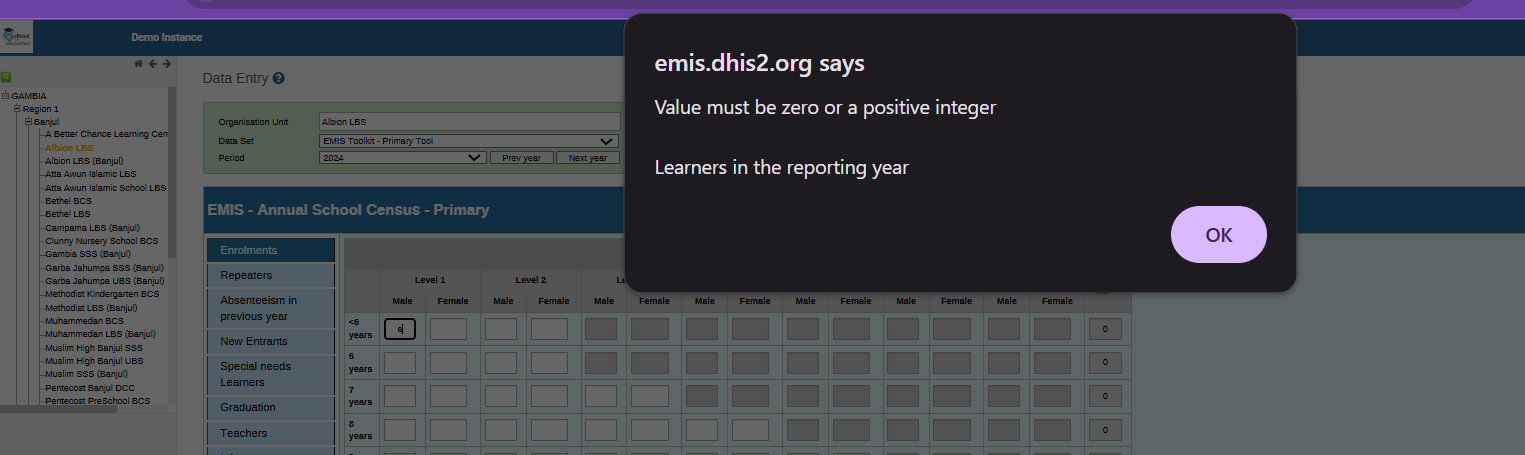 emis.dhis2.org says
Value must be zero or a positive integer
Learners in the reporting year
OK
dhis2
Demo Instance
GAMBIA
Region 1
Banjul
A Better Chance Learning Cen
Albion LBS
Albion LBS (Banjul)
Atta Awun Islamic LBS
Atta Awun Islamic School LBS
Bethel BCS
Bethel LBS
Campama LBS (Banjul)
Clunny Nursery School BCS
Gambia SSS (Banjul)
Garba Jahumpa SSS (Banjul)
Garba Jahumpa UBS (Banjul)
Methodist Kindergarten BCS
Methodist LBS (Banjul)
Muhammedan BCS
Muhammedan LBS (Banjul)
Muslim High Banjul SSS
Muslim High Banjul UBS
Muslim SSS (Banjul)
Pentecost Banjul DCC
Pentecost PreSchool BCS
Data Entry ?
Organisation Unit Albion LBS
Data Set EMIS Toolkit - Primary Tool
Period 2024 Prev year Next year
EMIS - Annual School Census - Primary
Enrolments
Repeaters
Absenteeism in
previous year
New Entrants
Special needs
Learners
Graduation
Teachers
Level 1 Level 2
Male Female Male Female Male Female Male Female Male Female Male Female Male Female
<6
years e 0
6
years 0
7
years 0
8
years 0